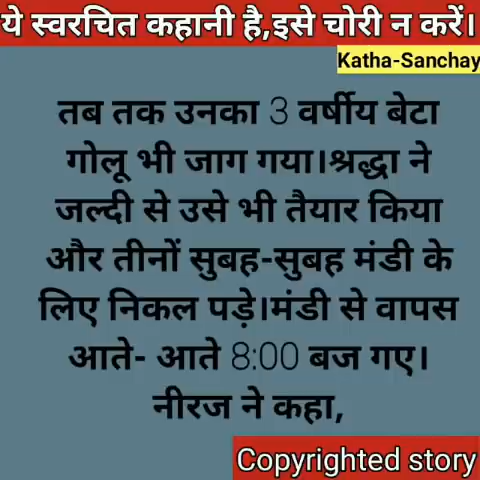 ये स्वरचित कहानी है,इसे चोरी न करें।
Katha-Sanchay
तब तक उनका 3 वर्षीय बेटा
गोलू भी जाग गया।श्रद्धा ने
जल्दी से उसे भी तैयार किया
और तीनों सुबह-सुबह मंडी के
लिए निकल पड़े।मंडी से वापस
आते- आते 8:00 बज गए।
नीरज ने कहा,
Copyrighted story